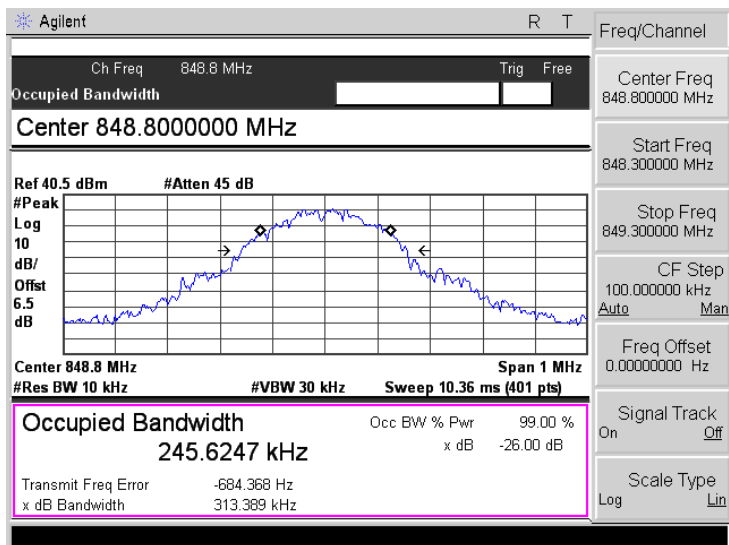 Agilent R T
Freq/Channel
Ch Freq 848.8 MHz Trig Free
Occupied Bandwidth
Center 848.8000000 MHz
Ref 40.5 dBm #Atten 45 dB
#Peak
Log
10
dB/
Offst
6.5
dB
Center 848.8 MHz Span 1 MHz
#Res BW 10 kHz #VBW 30 kHz Sweep 10.36 ms (401 pts)
Occupied Bandwidth
245.6247 kHz
Occ BW % Pwr 99.00 %
x dB -26.00 dB
Transmit Freq Error -684.368 Hz
x dB Bandwidth 313.389 kHz
Center Freq
848.800000 MHz
Start Freq
848.300000 MHz
Stop Freq
849.300000 MHz
CF Step
100.000000 kHz
Auto Man
Freq Offset
0.00000000 Hz
Signal Track
On Off
Scale Type
Log Lin